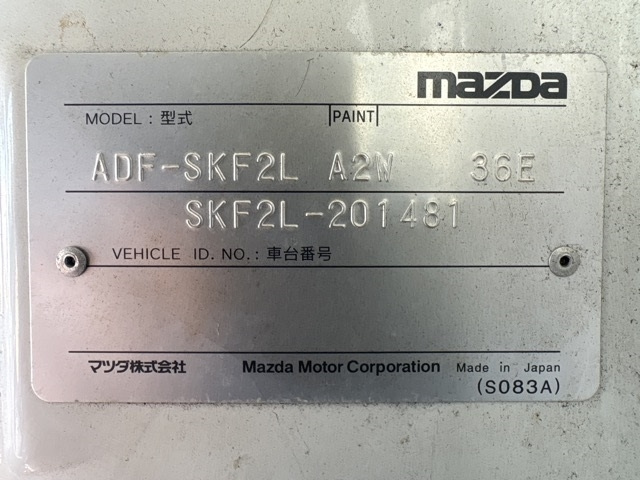 mazda
MODEL : 型式 PAINT
ADF-SKF2L A2W 36E
SKF2L-201481
VEHICLE ID. NO. : 車台番号
マツダ株式会社 Mazda Motor Corporation Made in Japan
(S083A)